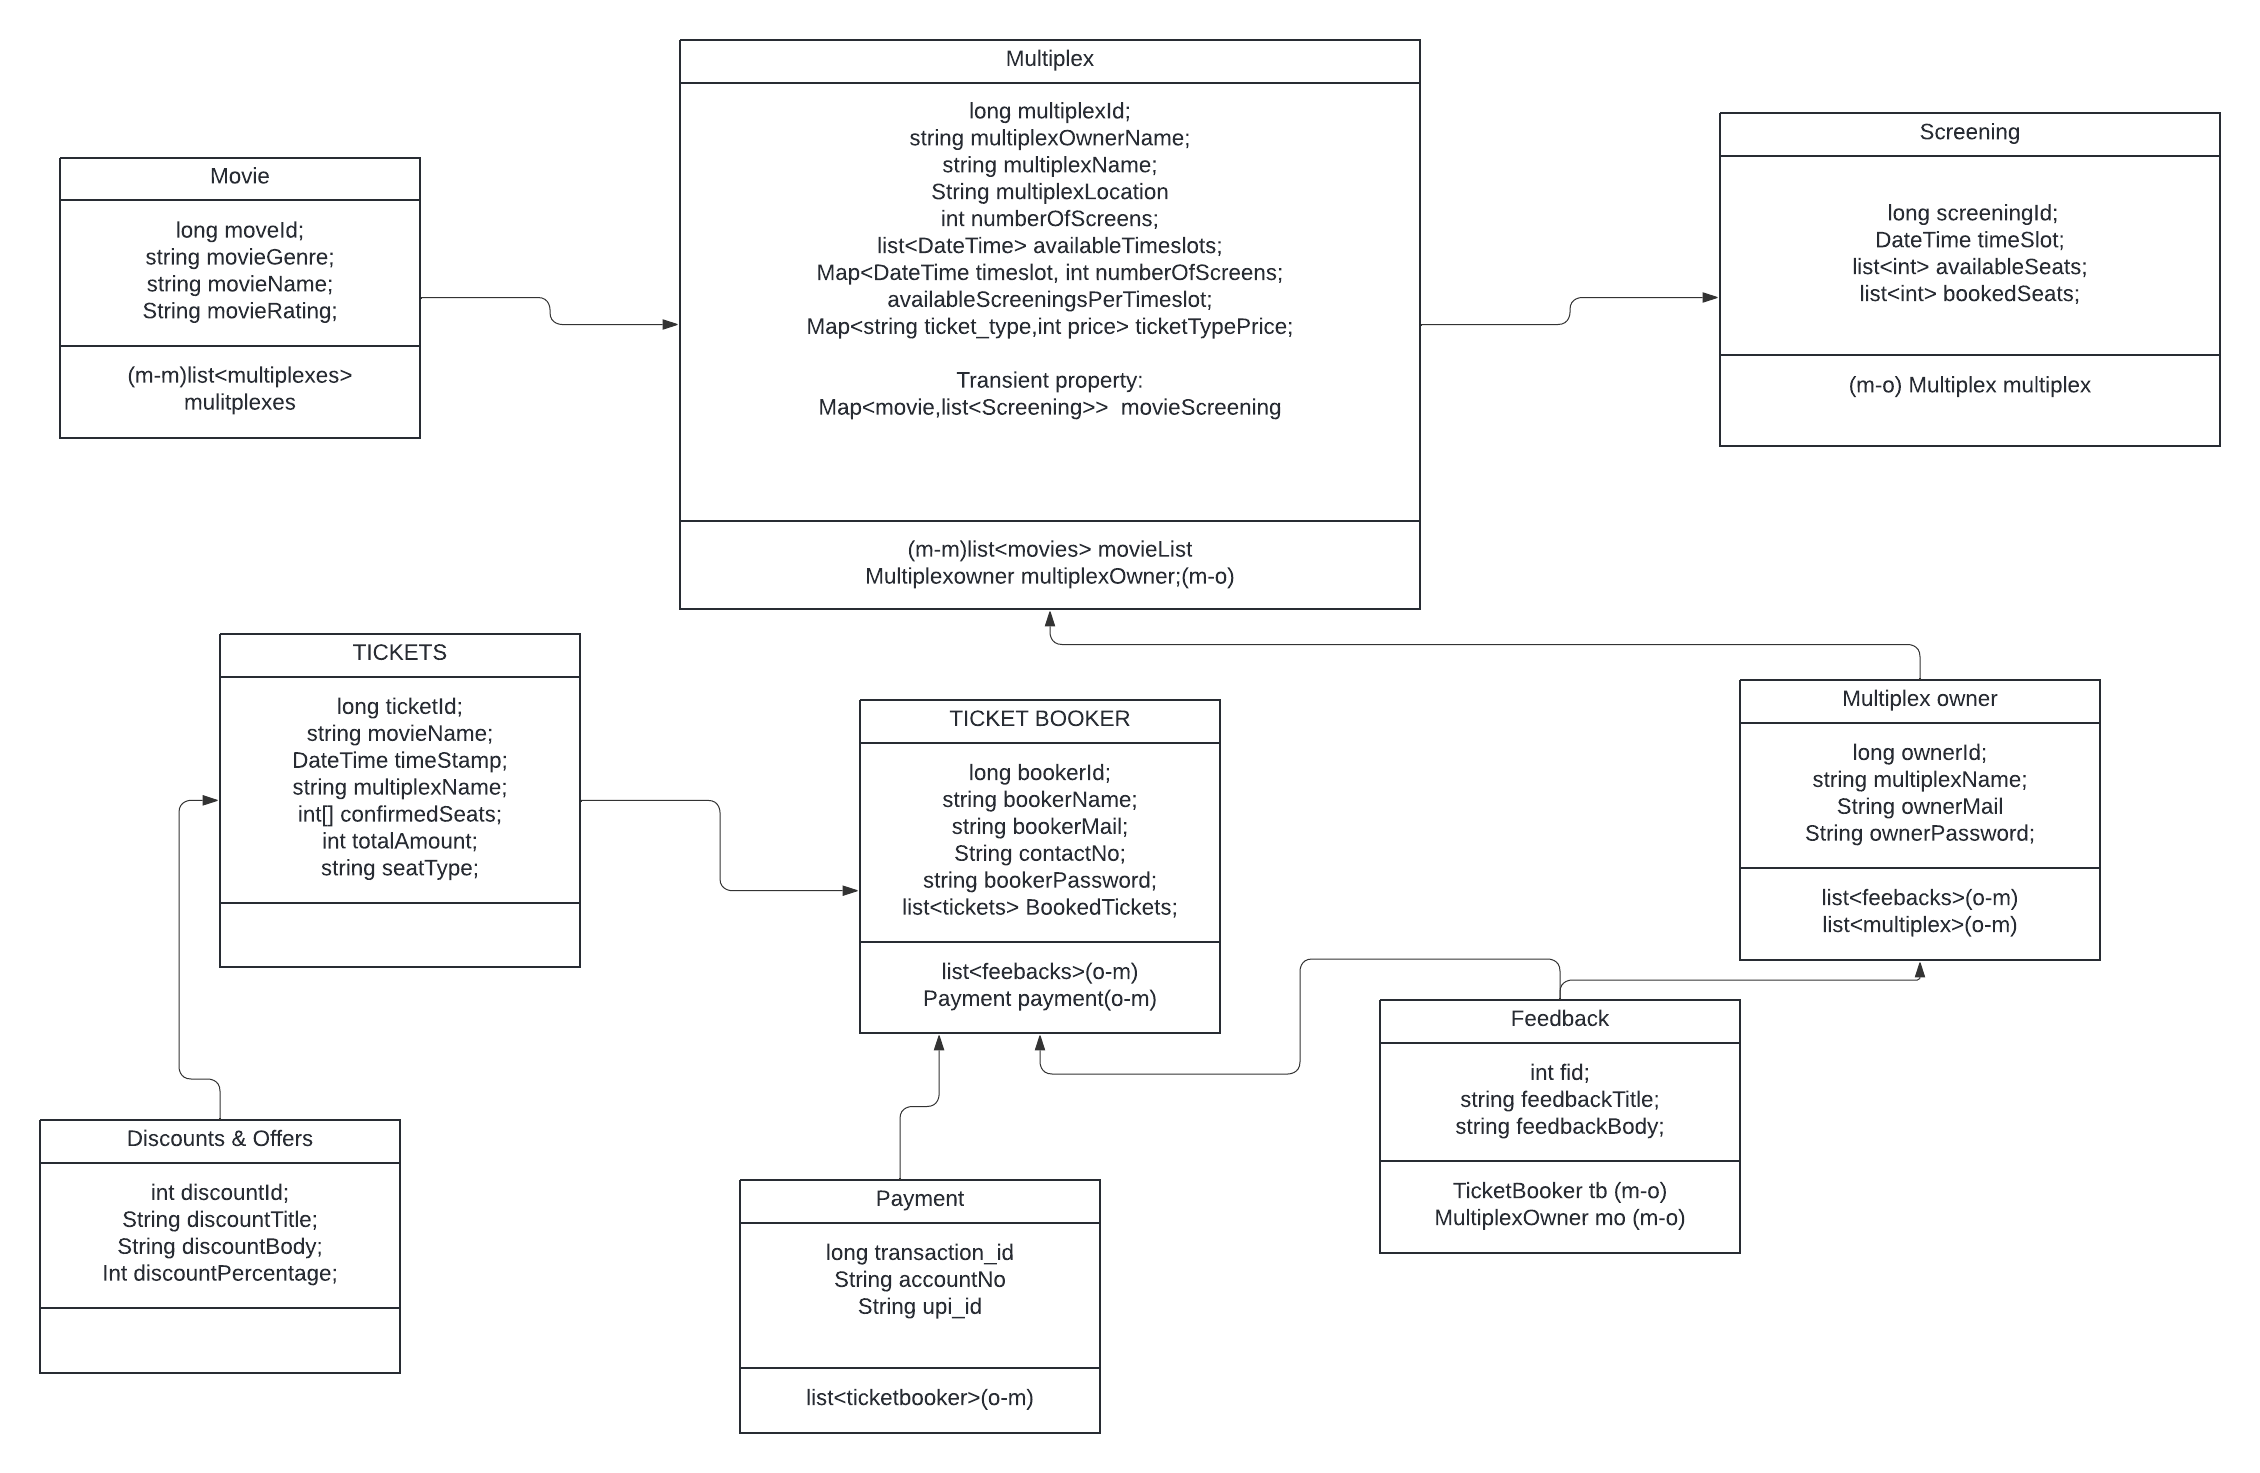 Multiplex
long multiplexId;
string multiplexOwnerName;
string multiplexName;
String multiplexLocation
int numberOfScreens;
list<DateTime> availableTimeslots;
Map<DateTime timeslot, int numberOfScreens;
availableScreeningsPerTimeslot;
Map<string ticket_type,int price> ticketTypePrice;
Transient property:
Map<movie,list<Screening>>  movieScreening
(m-m)list<movies> movieList
Multiplexowner multiplexOwner;(m-o)
Screening
long screeningId;
DateTime timeSlot;
list<int> availableSeats;
list<int> bookedSeats;
(m-o) Multiplex multiplex
Movie
long moveId;
string movieGenre;
string movieName;
String movieRating;
(m-m)list<multiplexes>
mulitplexes
TICKETS
long ticketId;
string movieName;
DateTime timeStamp;
string multiplexName;
int[] confirmedSeats;
int totalAmount;
string seatType;
TICKET BOOKER
long bookerId;
string bookerName;
string bookerMail;
String contactNo;
string bookerPassword;
list<tickets> BookedTickets;
list<feebacks>(o-m)
Payment payment(o-m)
Multiplex owner
long ownerId;
string multiplexName;
String ownerMail
String ownerPassword;
list<feebacks>(o-m)
list<multiplex>(o-m)
Feedback
int fid;
string feedbackTitle;
string feedbackBody;
TicketBooker tb (m-o)
MultiplexOwner mo (m-o)
Discounts & Offers
int discountId;
String discountTitle;
String discountBody;
Int discountPercentage;
Payment
long transaction_id
String accountNo
String upi_id
list<ticketbooker>(o-m)